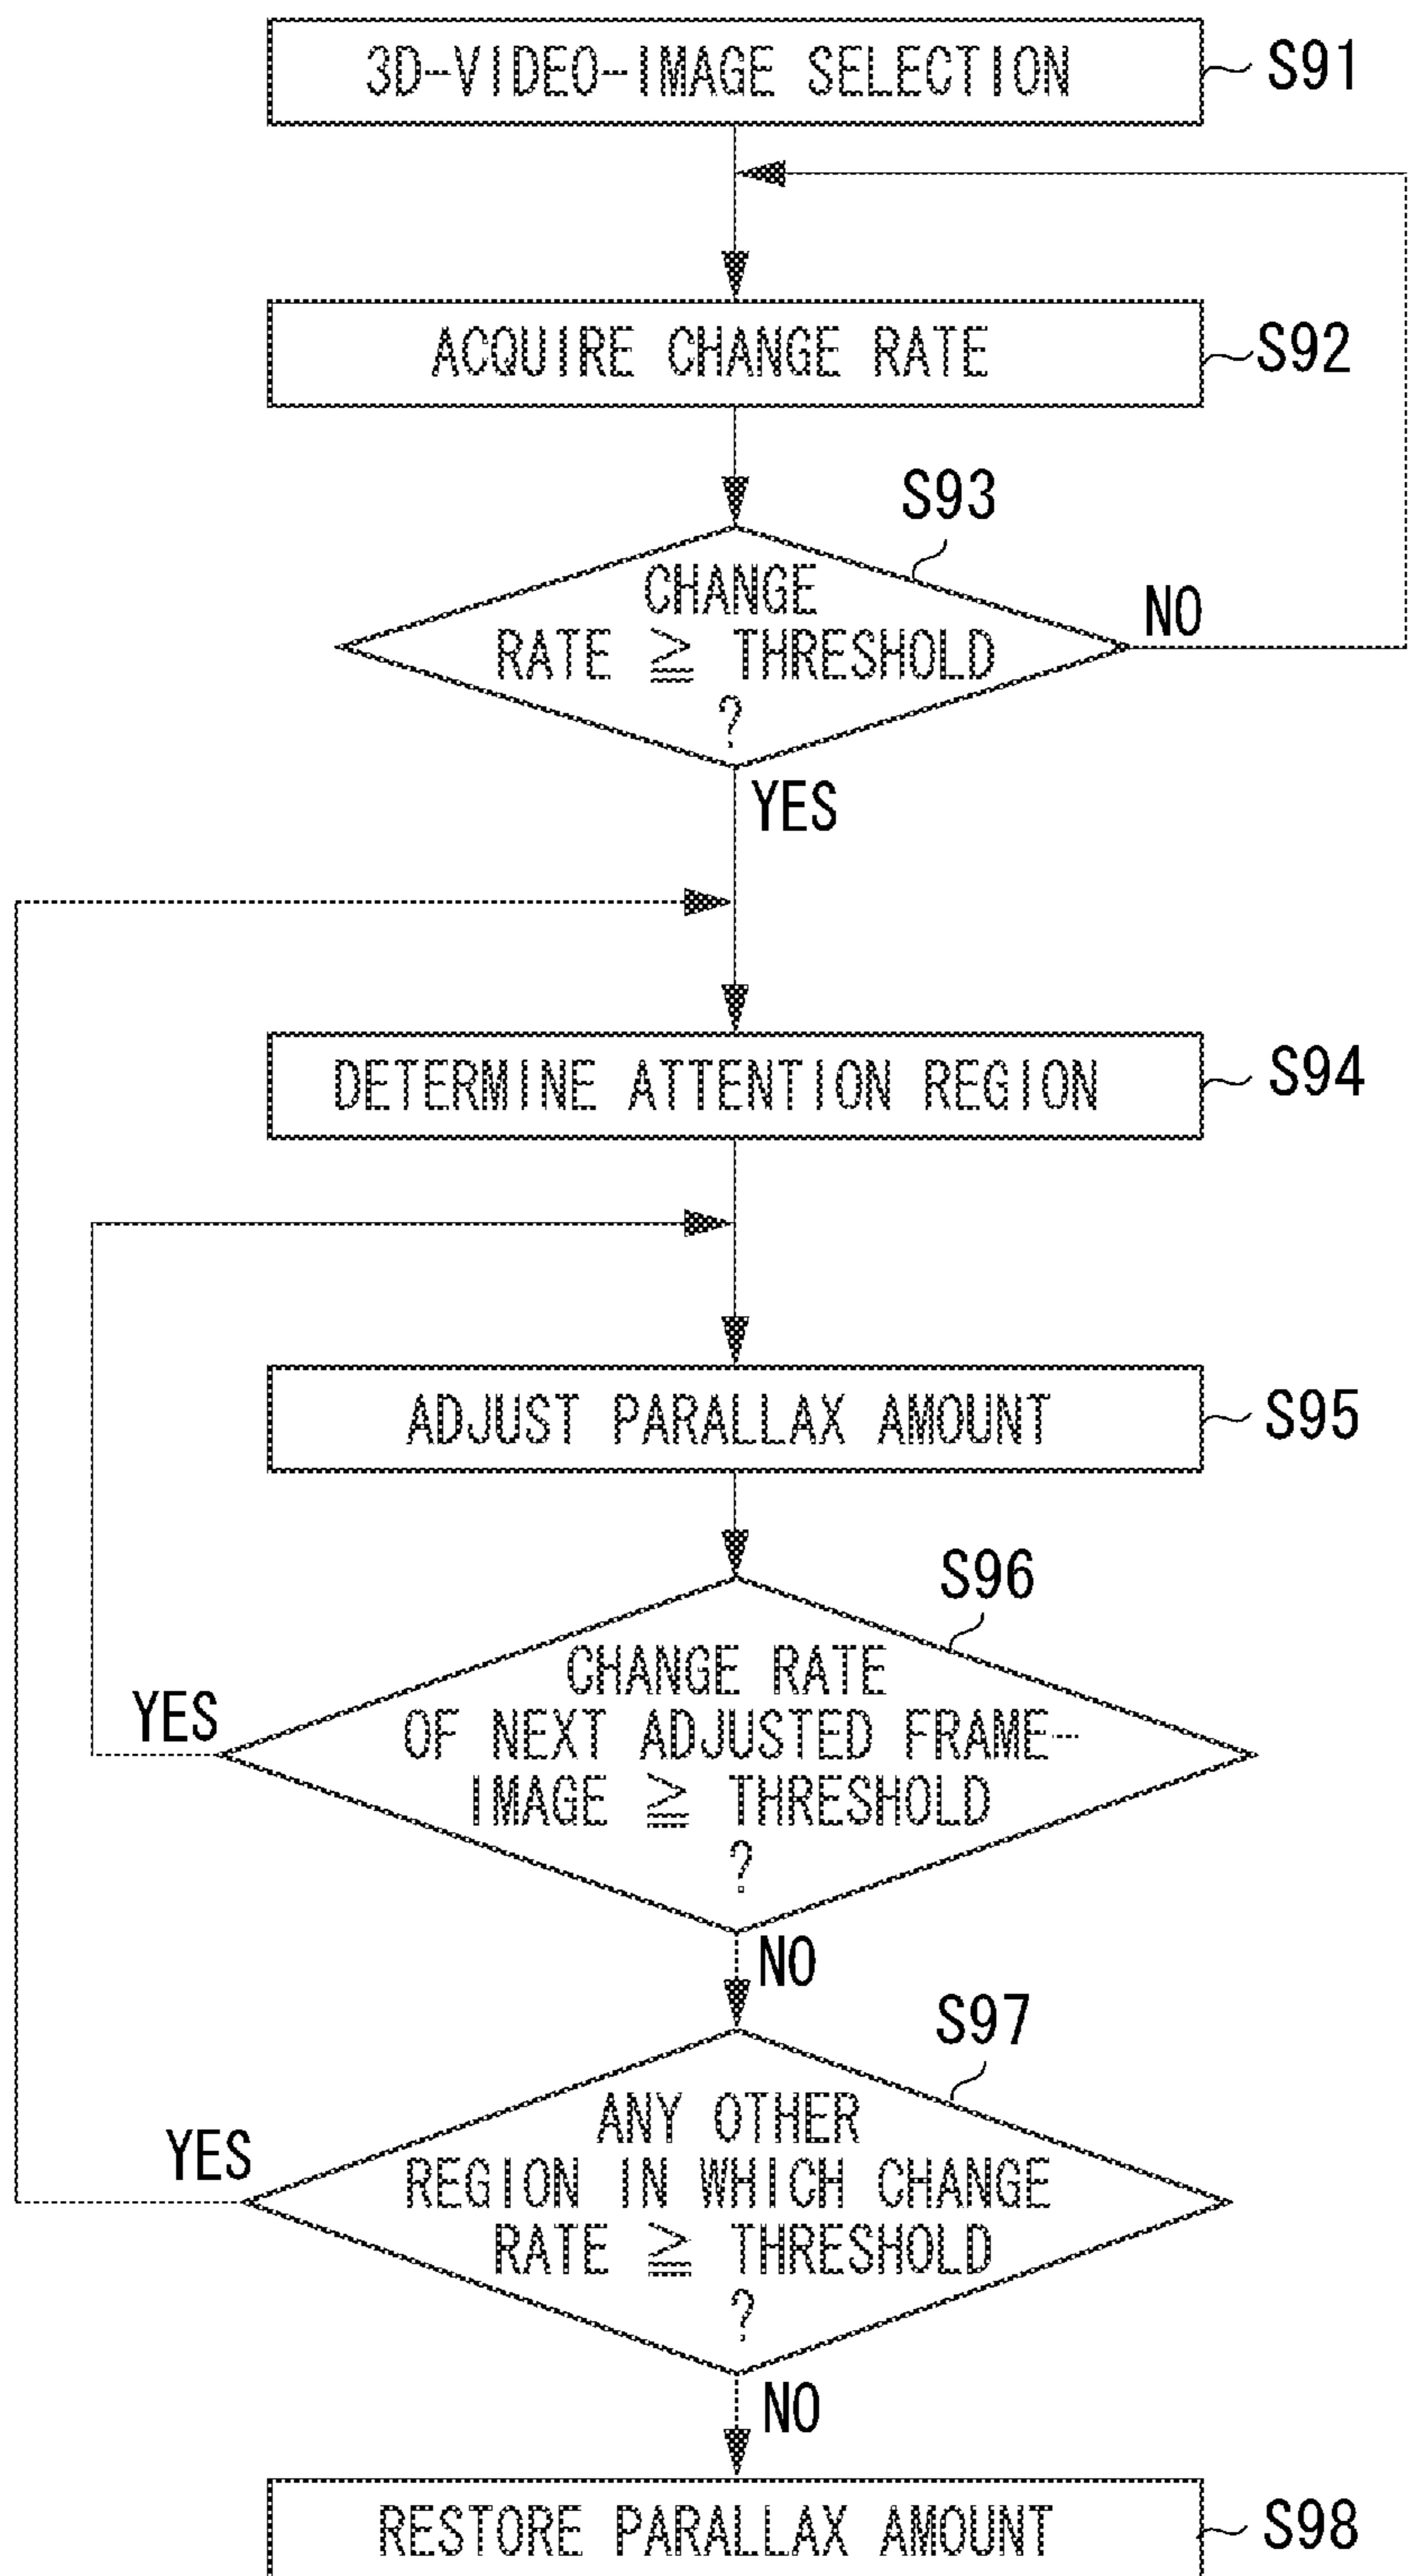 3D-VIDEO-IMAGE SELECTION
S91
ACQUIRE CHANGE RATE
S92
S93
CHANGE
RATE ≧ THRESHOLD
?
NO
YES
DETERMINE ATTENTION REGION
S94
ADJUST PARALLAX AMOUNT
S95
S96
CHANGE RATE
OF NEXT ADJUSTED FRAME-
IMAGE ≧ THRESHOLD
?
YES
NO
S97
ANY OTHER
REGION IN WHICH CHANGE
RATE ≧ THRESHOLD
?
YES
NO
RESTORE PARALLAX AMOUNT
S98